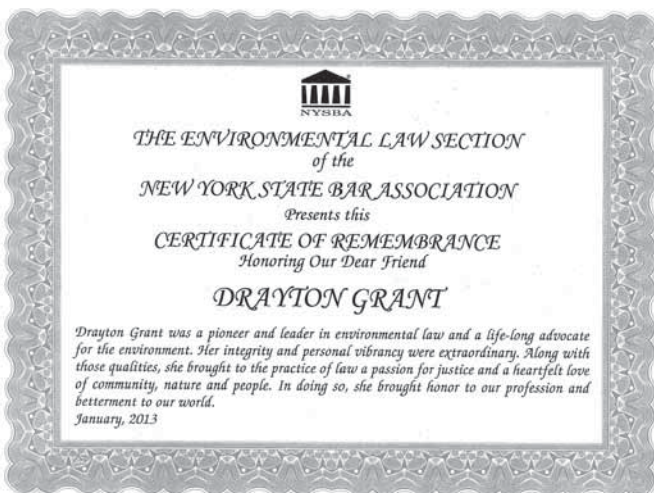 NYSBA
THE ENVIRONMENTAL LAW SECTION
of the
NEW YORK STATE BAR ASSOCIATION
Presents this
CERTIFICATE OF REMEMBRANCE
Honoring Our Dear Friend
DRAYTON GRANT
Drayton Grant was a pioneer and leader in environmental law and a life-long advocate
for the environment. Her integrity and personal vibrancy were extraordinary. Along with
those qualities, she brought to the practice of law a passion for justice and a heartfelt love
of community, nature and people. In doing so, she brought honor to our profession and
betterment to our world.
January, 2013